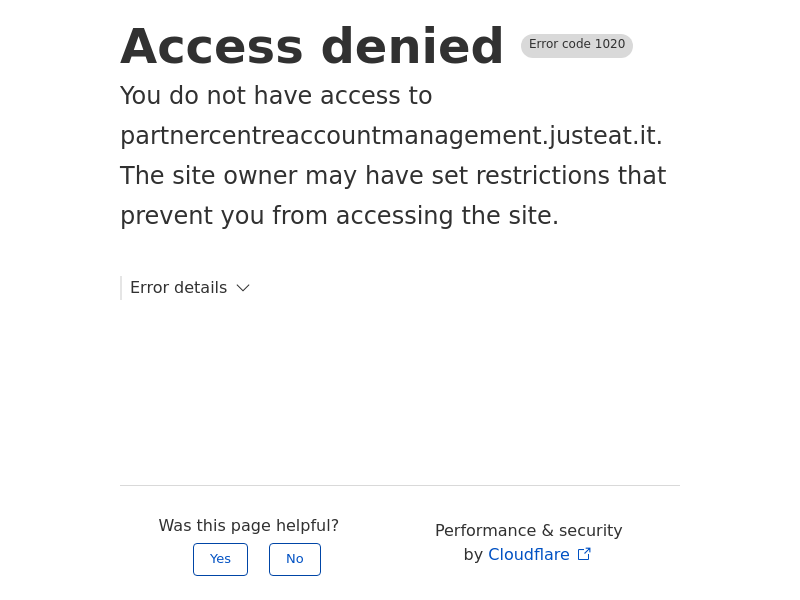 Access denied Error code 1020
You do not have access to
partnercentreaccountmanagement.justeat.it.
The site owner may have set restrictions that
prevent you from accessing the site.
Error details
Was this page helpful?
Yes No
Performance & security
by Cloudflare